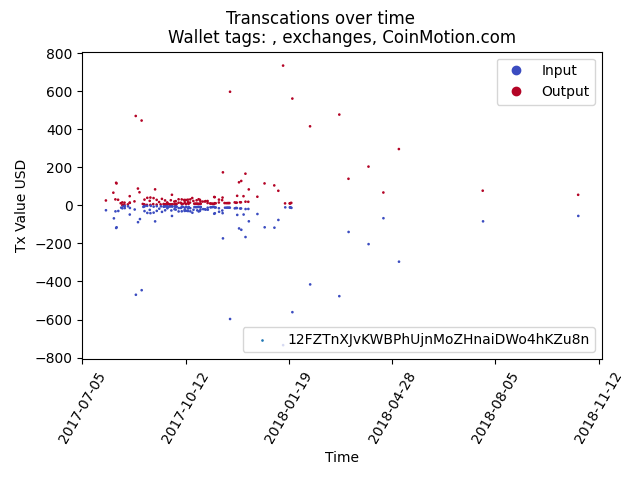 Transcations over time
Wallet tags: , exchanges, CoinMotion.com
Input
Output
Tx Value USD
800
600
400
200
0
−200
−400
−600
−800
12FZTnXJvKWBPhUjnMoZHnaiDWo4hKZu8n
2017-07-05
2017-10-12
2018-01-19
2018-04-28
2018-08-05
2018-11-12
Time